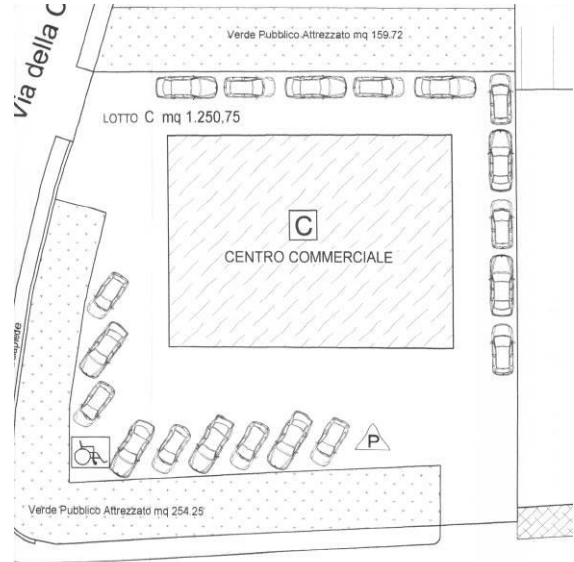 Verde Pubblico Attrezzato mq 159.72
Via della
LOTTO C mq 1.250,75
C
CENTRO COMMERCIALE
P
Verde Pubblico Attrezzato mq 254.25